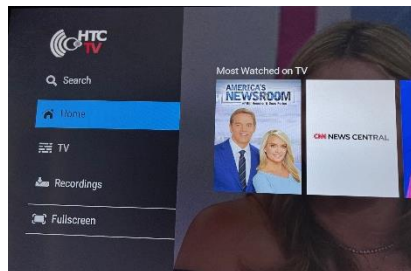 HTC
TV
Search
Home
TV
Recordings
Fullscreen
Most Watched on TV
AMERICA'S
NEWSROOM
CNN NEWS CENTRAL